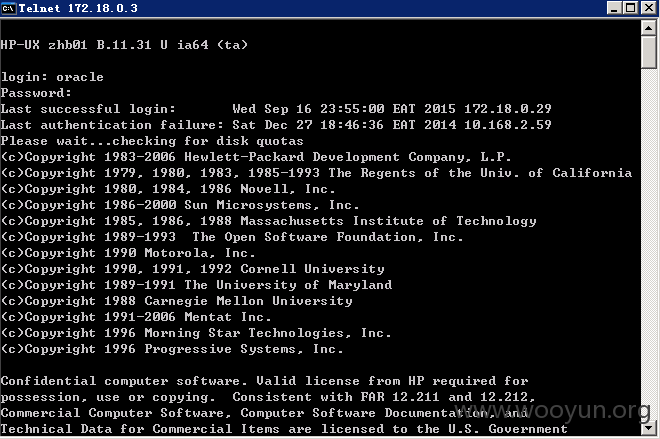 Telnet 172.18.0.3
HP-UX zhb01 B.11.31 U ia64 (ta)
login: oracle
Password:
Last successful login:       Wed Sep 16 23:55:00 EAT 2015 172.18.0.29
Last authentication failure: Sat Dec 27 18:46:36 EAT 2014 10.168.2.59
Please wait...checking for disk quotas
(c)Copyright 1983-2006 Hewlett-Packard Development Company, L.P.
(c)Copyright 1979, 1980, 1983, 1985-1993 The Regents of the Univ. of California
(c)Copyright 1980, 1984, 1986 Novell, Inc.
(c)Copyright 1986-2000 Sun Microsystems, Inc.
(c)Copyright 1985, 1986, 1988 Massachusetts Institute of Technology
(c)Copyright 1989-1993  The Open Software Foundation, Inc.
(c)Copyright 1990 Motorola, Inc.
(c)Copyright 1990, 1991, 1992 Cornell University
(c)Copyright 1989-1991 The University of Maryland
(c)Copyright 1988 Carnegie Mellon University
(c)Copyright 1991-2006 Mentat Inc.
(c)Copyright 1996 Morning Star Technologies, Inc.
(c)Copyright 1996 Progressive Systems, Inc.
Confidential computer software. Valid license from HP required for
possession, use or copying.  Consistent with FAR 12.211 and 12.212,
Commercial Computer Software, Computer Software Documentation, and
Technical Data for Commercial Items are licensed to the U.S. Government
www.wooyun.org